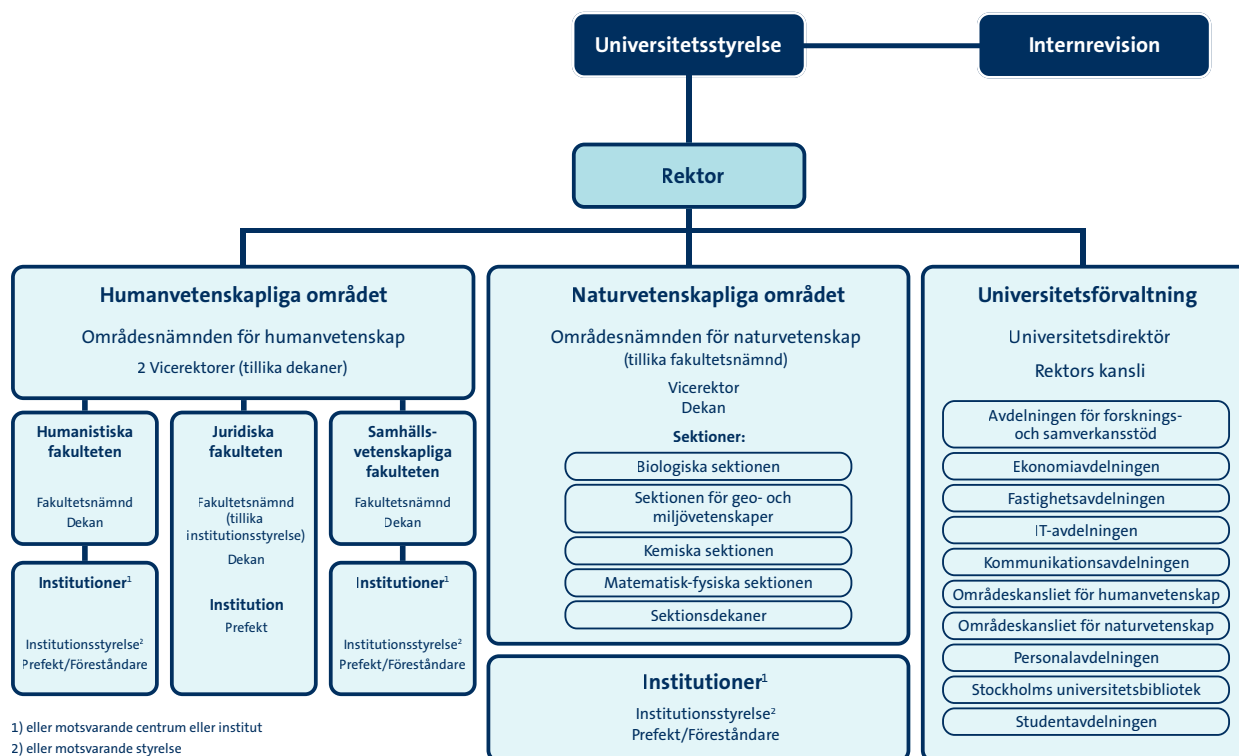 Universitetsstyrelse
Internrevision
Rektor
Humanvetenskapliga området
Områdesnämnden för humanvetenskap
2 Vicerektorer (tillika dekaner)
Humanistiska
fakulteten
Fakultetsnämnd
Dekan
Institutioner¹
Institutionsstyrelse²
Prefekt/Föreståndare
Juridiska
fakulteten
Fakultetsnämnd
(tillika
institutionsstyrelse)
Dekan
Institution
Prefekt
Samhälls-
vetenskapliga
fakulteten
Fakultetsnämnd
Dekan
Institutioner¹
Institutionsstyrelse²
Prefekt/Föreståndare
Naturvetenskapliga området
Områdesnämnden för naturvetenskap
(tillika fakultetsnämnd)
Vicerektor
Dekan
Sektioner:
Biologiska sektionen
Sektionen för geo- och
miljövetenskaper
Kemiska sektionen
Matematisk-fysiska sektionen
Sektionsdekaner
Institutioner¹
Institutionsstyrelse²
Prefekt/Föreståndare
Universitetsförvaltning
Universitetsdirektör
Rektors kansli
Avdelningen för forsknings-
och samverkansstöd
Ekonomiavdelningen
Fastighetsavdelningen
IT-avdelningen
Kommunikationsavdelningen
Områdeskansliet för humanvetenskap
Områdeskansliet för naturvetenskap
Personalavdelningen
Stockholms universitetsbibliotek
Studentavdelningen
1) eller motsvarande centrum eller institut
2) eller motsvarande styrelse